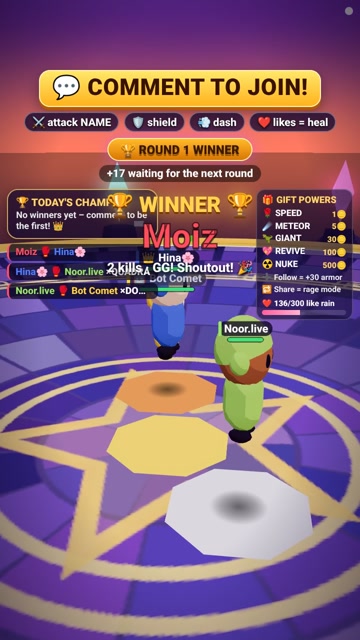 💬 COMMENT TO JOIN!
⚔️ attack NAME 🛡️ shield 💨 dash ❤️ likes = heal
🏆 ROUND 1 WINNER
+17 waiting for the next round
🏆 TODAY'S CHAM
No winners yet – comment to be
the first! 👑
🏆 WINNER 🏆
Moiz
2 kills! GG! Shoutout! 🎉
Moiz 🥊 Hina🌸
Hina🌸 🥊 Noor.live
Noor.live 🥊 Bot Comet ×DO...
Hina🌸
Bot Comet
Noor.live
🎁 GIFT POWERS
🌹 SPEED 1
☄️ METEOR 5
🦖 GIANT 30
💖 REVIVE 100
☢️ NUKE 500
Follow = +30 armor
🔁 Share = rage mode
❤️ 136/300 like rain